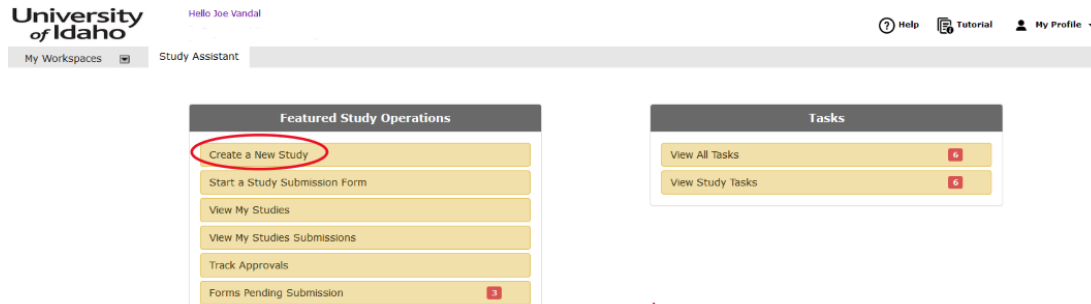 University of Idaho
Hello Joe Vandal
Help
Tutorial
My Profile
My Workspaces
Study Assistant
Featured Study Operations
Create a New Study
Start a Study Submission Form
View My Studies
View My Studies Submissions
Track Approvals
Forms Pending Submission 3
Tasks
View All Tasks 6
View Study Tasks 6